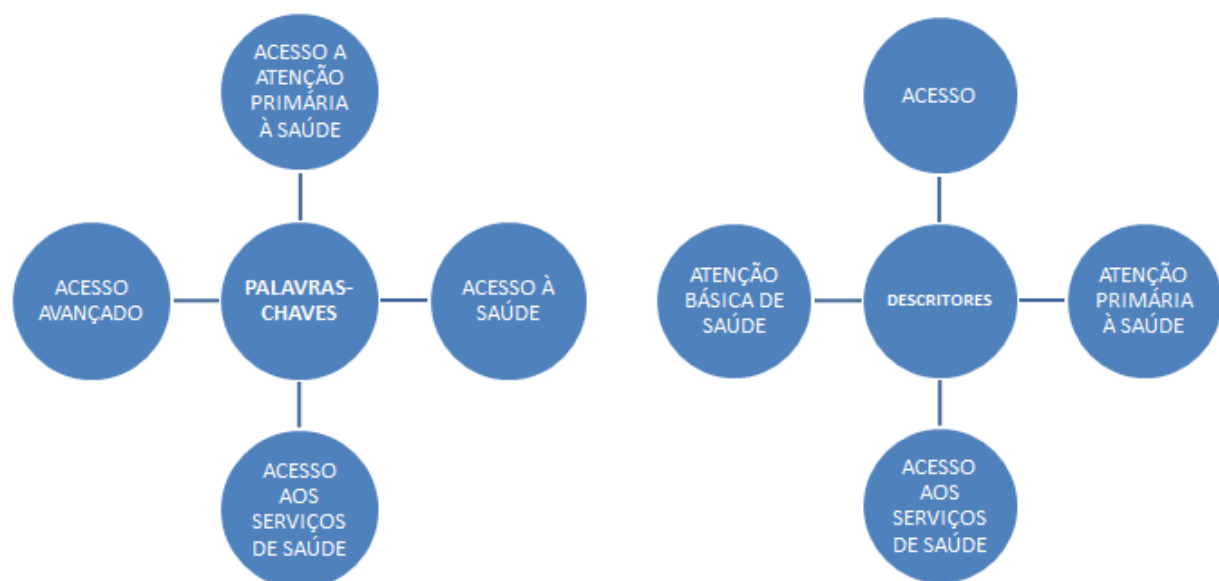 ACESSO A
ATENÇÃO
PRIMÁRIA
À SAÚDE
ACESSO
AVANÇADO
PALAVRAS-
CHAVES
ACESSO À
SAÚDE
ACESSO
AOS
SERVIÇOS
DE SAÚDE
ACESSO
ATENÇÃO
BÁSICA DE
SAÚDE
DESCRITORES
ATENÇÃO
PRIMÁRIA
À SAÚDE
ACESSO
AOS
SERVIÇOS
DE SAÚDE